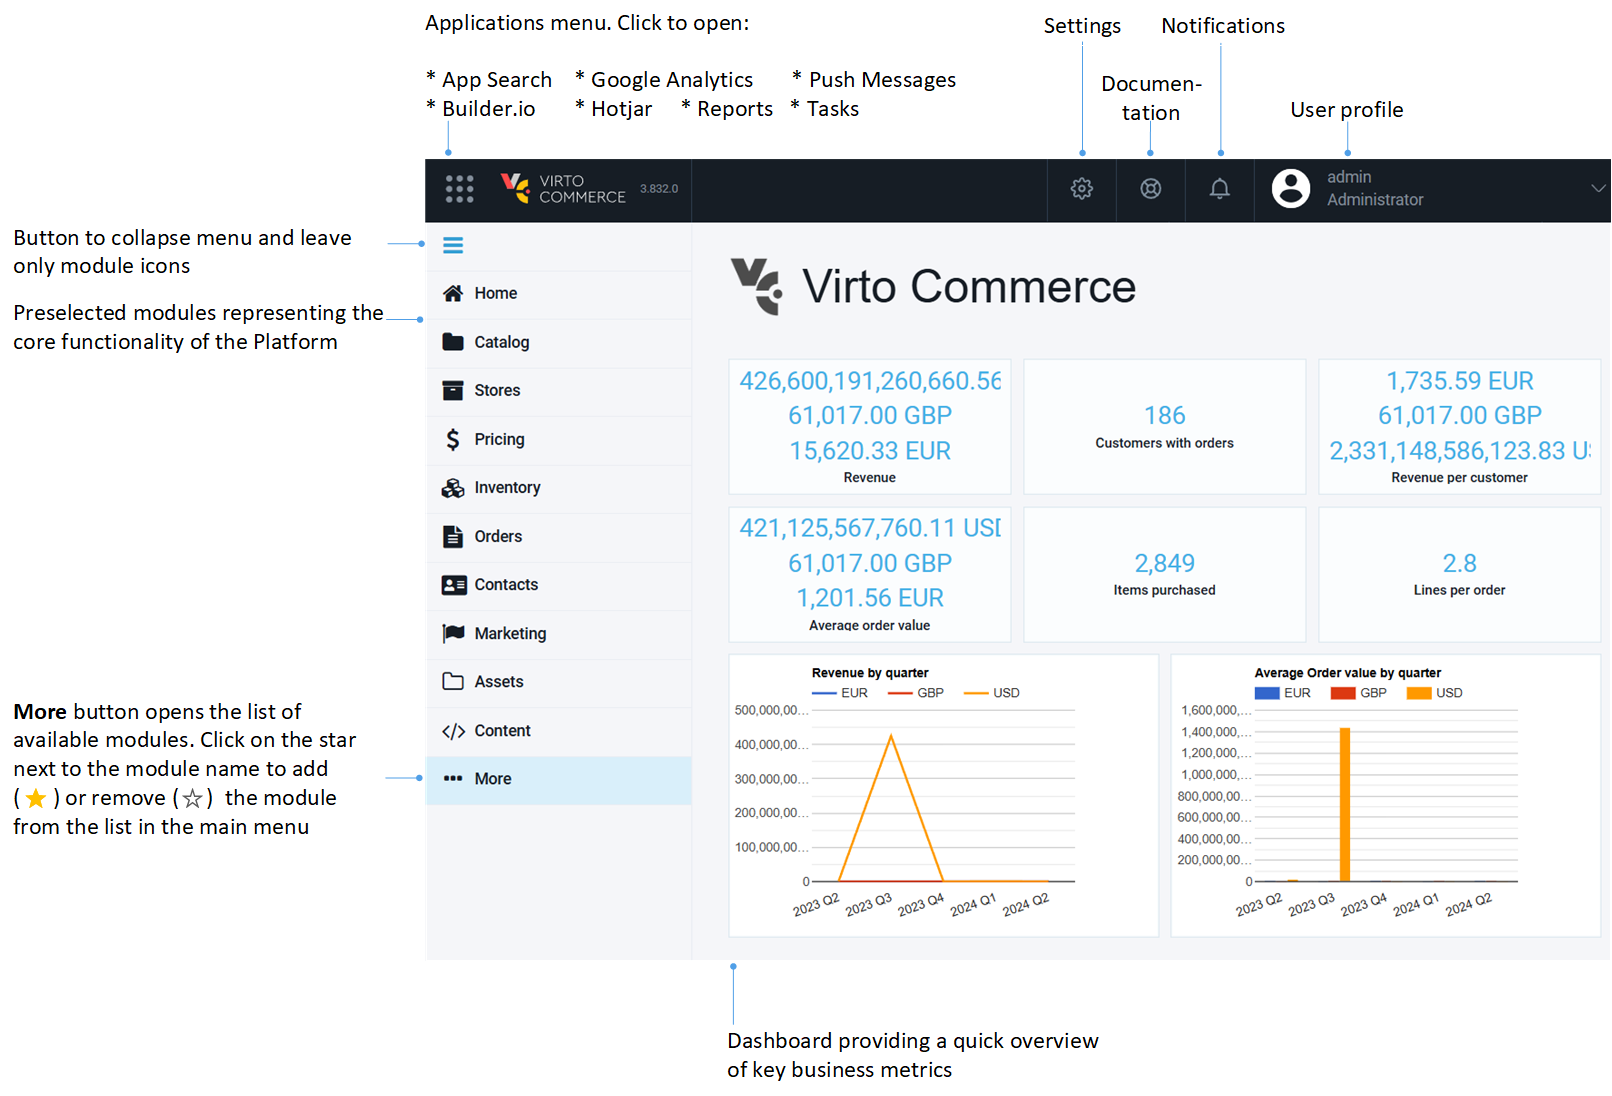 Applications menu. Click to open:
* App Search * Google Analytics * Push Messages
* Builder.io * Hotjar * Reports * Tasks
Settings
Notifications
Documen-
tation
User profile
VIRTO
COMMERCE
3.832.0
admin
Administrator
Button to collapse menu and leave
only module icons
Preselected modules representing the
core functionality of the Platform
More button opens the list of
available modules. Click on the star
next to the module name to add
(★) or remove (☆) the module
from the list in the main menu
Home
Catalog
Stores
Pricing
Inventory
Orders
Contacts
Marketing
Assets
Content
More
Virto Commerce
426,600,191,260,660.56
61,017.00 GBP
15,620.33 EUR
Revenue
186
Customers with orders
1,735.59 EUR
61,017.00 GBP
2,331,148,586,123.83 U
Revenue per customer
421,125,567,760.11 USD
61,017.00 GBP
1,201.56 EUR
Average order value
2,849
Items purchased
2.8
Lines per order
Revenue by quarter
EUR GBP USD
500,000,00...
400,000,00...
300,000,00...
200,000,00...
100,000,00...
0
2023 Q2 2023 Q3 2023 Q4 2024 Q1 2024 Q2
Average Order value by quarter
EUR GBP USD
1,600,000,...
1,400,000,...
1,200,000,...
1,000,000,...
800,000,00...
600,000,00...
400,000,00...
200,000,00...
0
2023 Q2 2023 Q3 2023 Q4 2024 Q1 2024 Q2
Dashboard providing a quick overview
of key business metrics